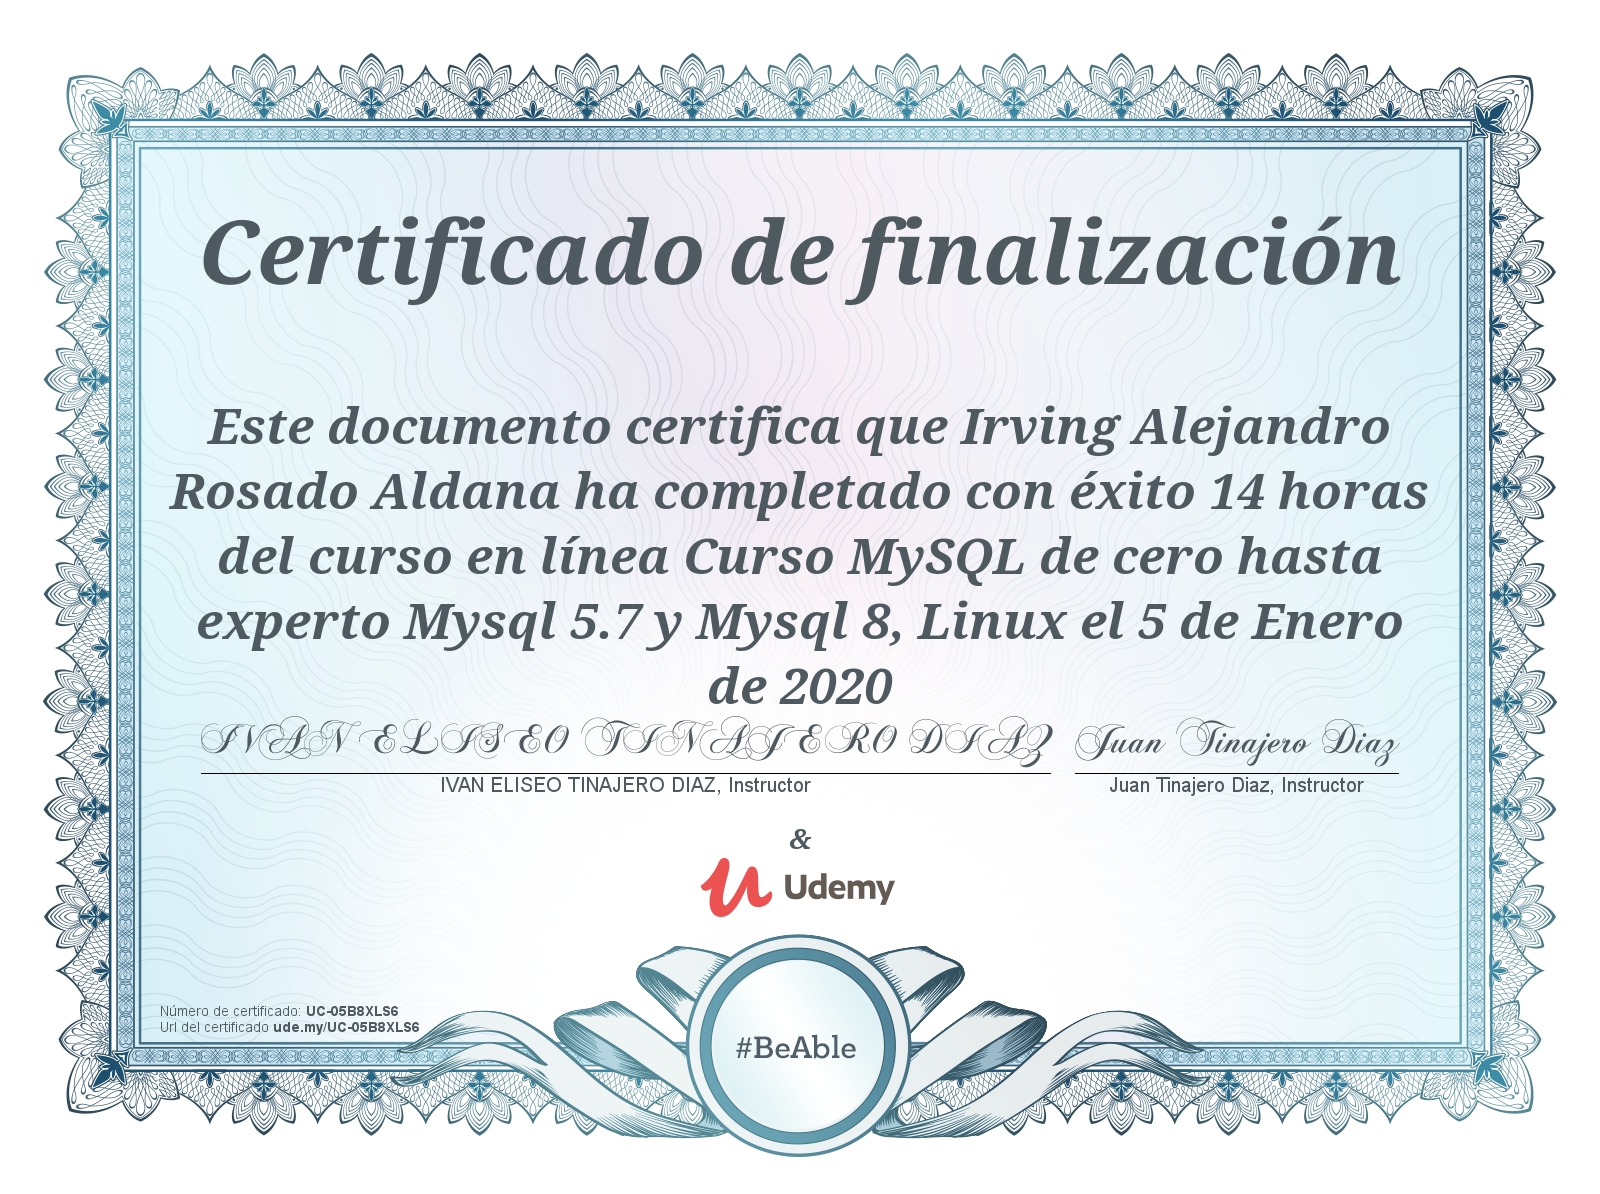 Certificado de finalización
Este documento certifica que Irving Alejandro
Rosado Aldana ha completado con éxito 14 horas
del curso en línea Curso MySQL de cero hasta
experto Mysql 5.7 y Mysql 8, Linux el 5 de Enero
de 2020
IVAN ELISEO TINAJERO DIAZ Juan Tinajero Diaz
IVAN ELISEO TINAJERO DIAZ, Instructor Juan Tinajero Diaz, Instructor
&
Udemy
Número de certificado: UC-05B8XLS6
Url del certificado ude.my/UC-05B8XLS6
#BeAble